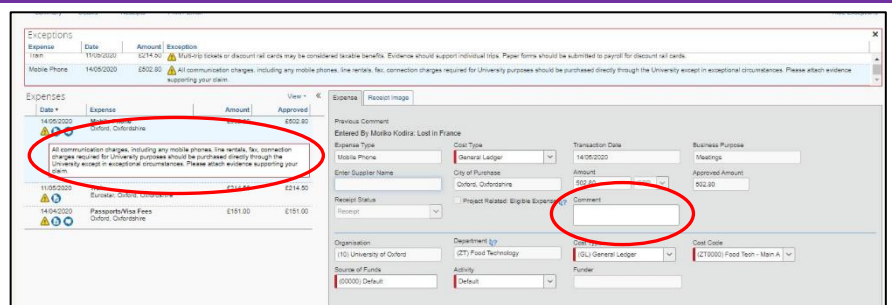 Exceptions
Expense Date Amount Exception
Train 11/05/2020 £214.50 Multi-trip tickets or discount rail cards may be considered taxable benefits. Evidence should support individual trips. Paper forms should be submitted to payroll for discount rail cards.
Mobile Phone 14/05/2020 £502.80 All communication charges, including any mobile phones, line rentals, fax, connection charges required for University purposes should be purchased directly through the University except in exceptional circumstances. Please attach evidence
supporting your claim.
Expenses View
Date Expense Amount Approved
14/05/2020 £502.80
Oxford, Oxfordshire
All communication charges, including any mobile phones, line rentals, fax, connection
charges required for University purposes should be purchased directly through the
University except in exceptional circumstances. Please attach evidence supporting your
claim.
11/05/2020 £214.50 £214.50
Eurostar, Oxford, Oxfordshire
14/04/2020 Passports/Visa Fees £151.00 £151.00
Oxford, Oxfordshire
Expense Receipt Image
Previous Comment
Entered By Moriko Kodira: Lost in France
Expense Type Cost Type Transaction Date Business Purpose
Mobile Phone General Ledger 14/05/2020 Meetings
Enter Supplier Name City of Purchase Amount Approved Amount
Oxford, Oxfordshire 502.80 502.80
Receipt Status Project Related: Eligible Expense Comment
Receipt
Organisation Department Cost Type Cost Code
(10) University of Oxford (ZT) Food Technology (GL) General Ledger (ZT0000) Food Tech - Main A
Source of Funds Activity Funder
(00000) Default Default